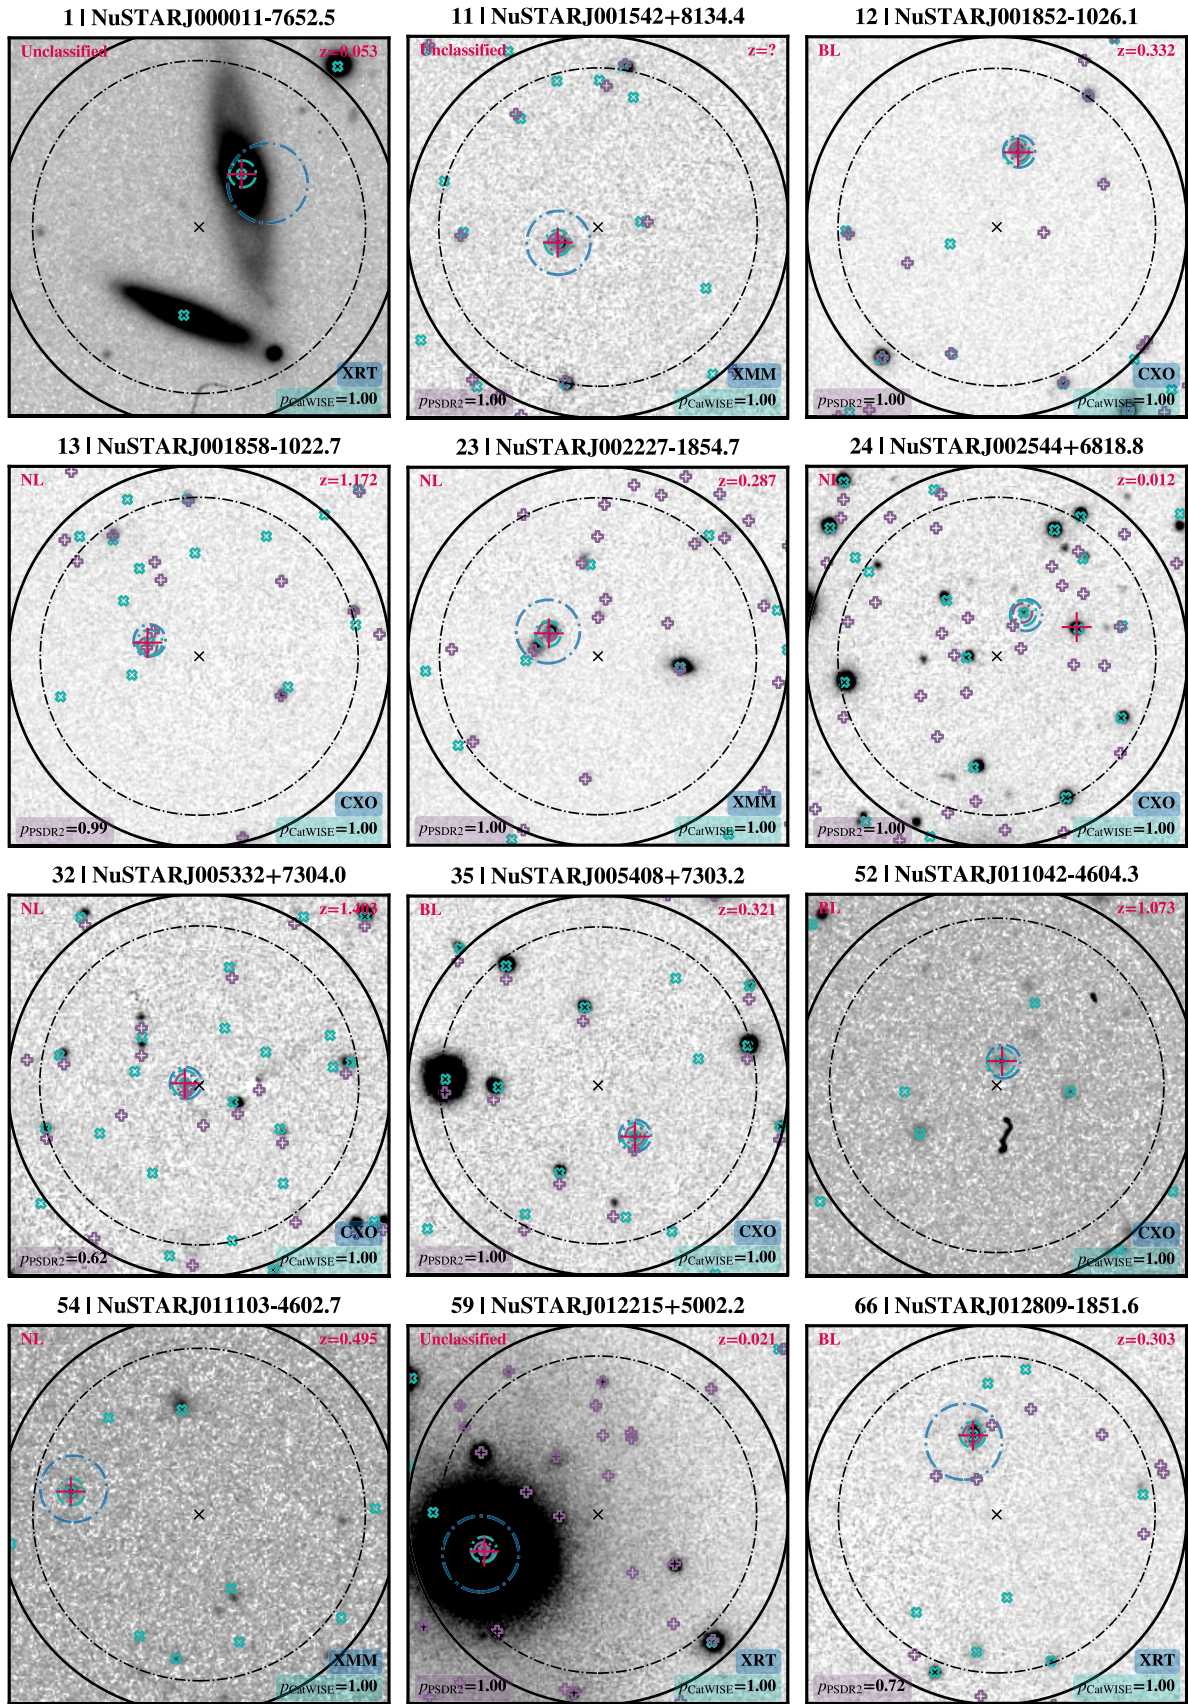 1 | NuSTARJ000011-7652.5
Unclassified z=0.053
XRT
pCatWISE=1.00
11 | NuSTARJ001542+8134.4
Unclassified z=?
XMM
pPSDR2=1.00 pCatWISE=1.00
12 | NuSTARJ001852-1026.1
BL z=0.332
CXO
pPSDR2=1.00 pCatWISE=1.00
13 | NuSTARJ001858-1022.7
NL z=1.172
CXO
pPSDR2=0.99 pCatWISE=1.00
23 | NuSTARJ002227-1854.7
NL z=0.287
XMM
pPSDR2=1.00 pCatWISE=1.00
24 | NuSTARJ002544+6818.8
NL z=0.012
CXO
pPSDR2=1.00 pCatWISE=1.00
32 | NuSTARJ005332+7304.0
NL z=1.403
CXO
pPSDR2=0.62 pCatWISE=1.00
35 | NuSTARJ005408+7303.2
BL z=0.321
CXO
pPSDR2=1.00 pCatWISE=1.00
52 | NuSTARJ011042-4604.3
BL z=1.073
CXO
pCatWISE=1.00
54 | NuSTARJ011103-4602.7
NL z=0.495
XMM
pCatWISE=1.00
59 | NuSTARJ012215+5002.2
Unclassified z=0.021
XRT
pPSDR2=1.00 pCatWISE=1.00
66 | NuSTARJ012809-1851.6
BL z=0.303
XRT
pPSDR2=0.72 pCatWISE=1.00